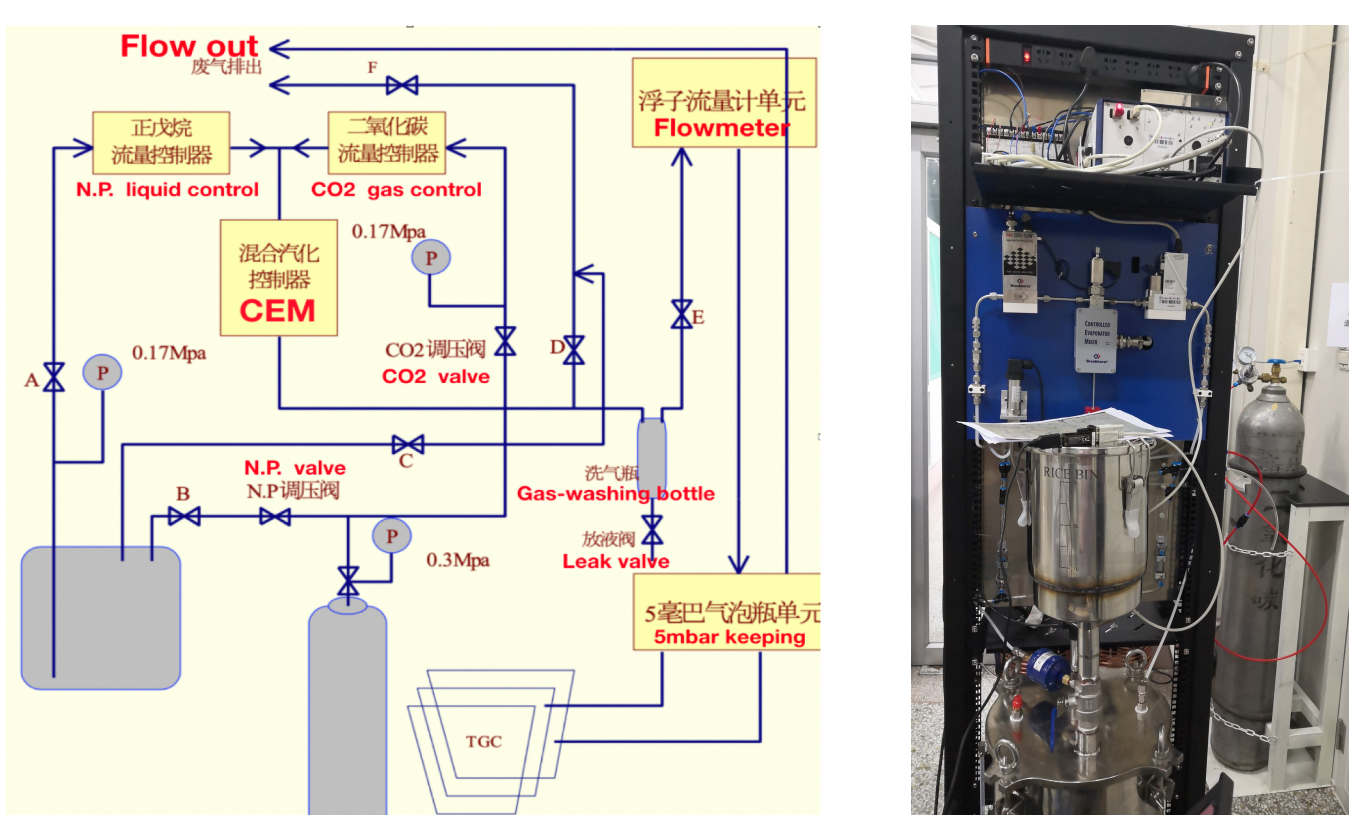 Flow out
废气排出
F
正戊烷
流量控制器
N.P. liquid control
二氧化碳
流量控制器
CO2 gas control
浮子流量计单元
Flowmeter
混合汽化
控制器
CEM
0.17Mpa
P
0.17Mpa
P
A
CO2调压阀
CO2 valve
D
E
C
N.P. valve
N.P调压阀
B
洗气瓶
Gas-washing bottle
放液阀
Leak valve
P
0.3Mpa
5毫巴气泡瓶单元
5mbar keeping
TGC
CONTROLLED
EVAPORATOR
MIXER
RICE BIN
化
碳